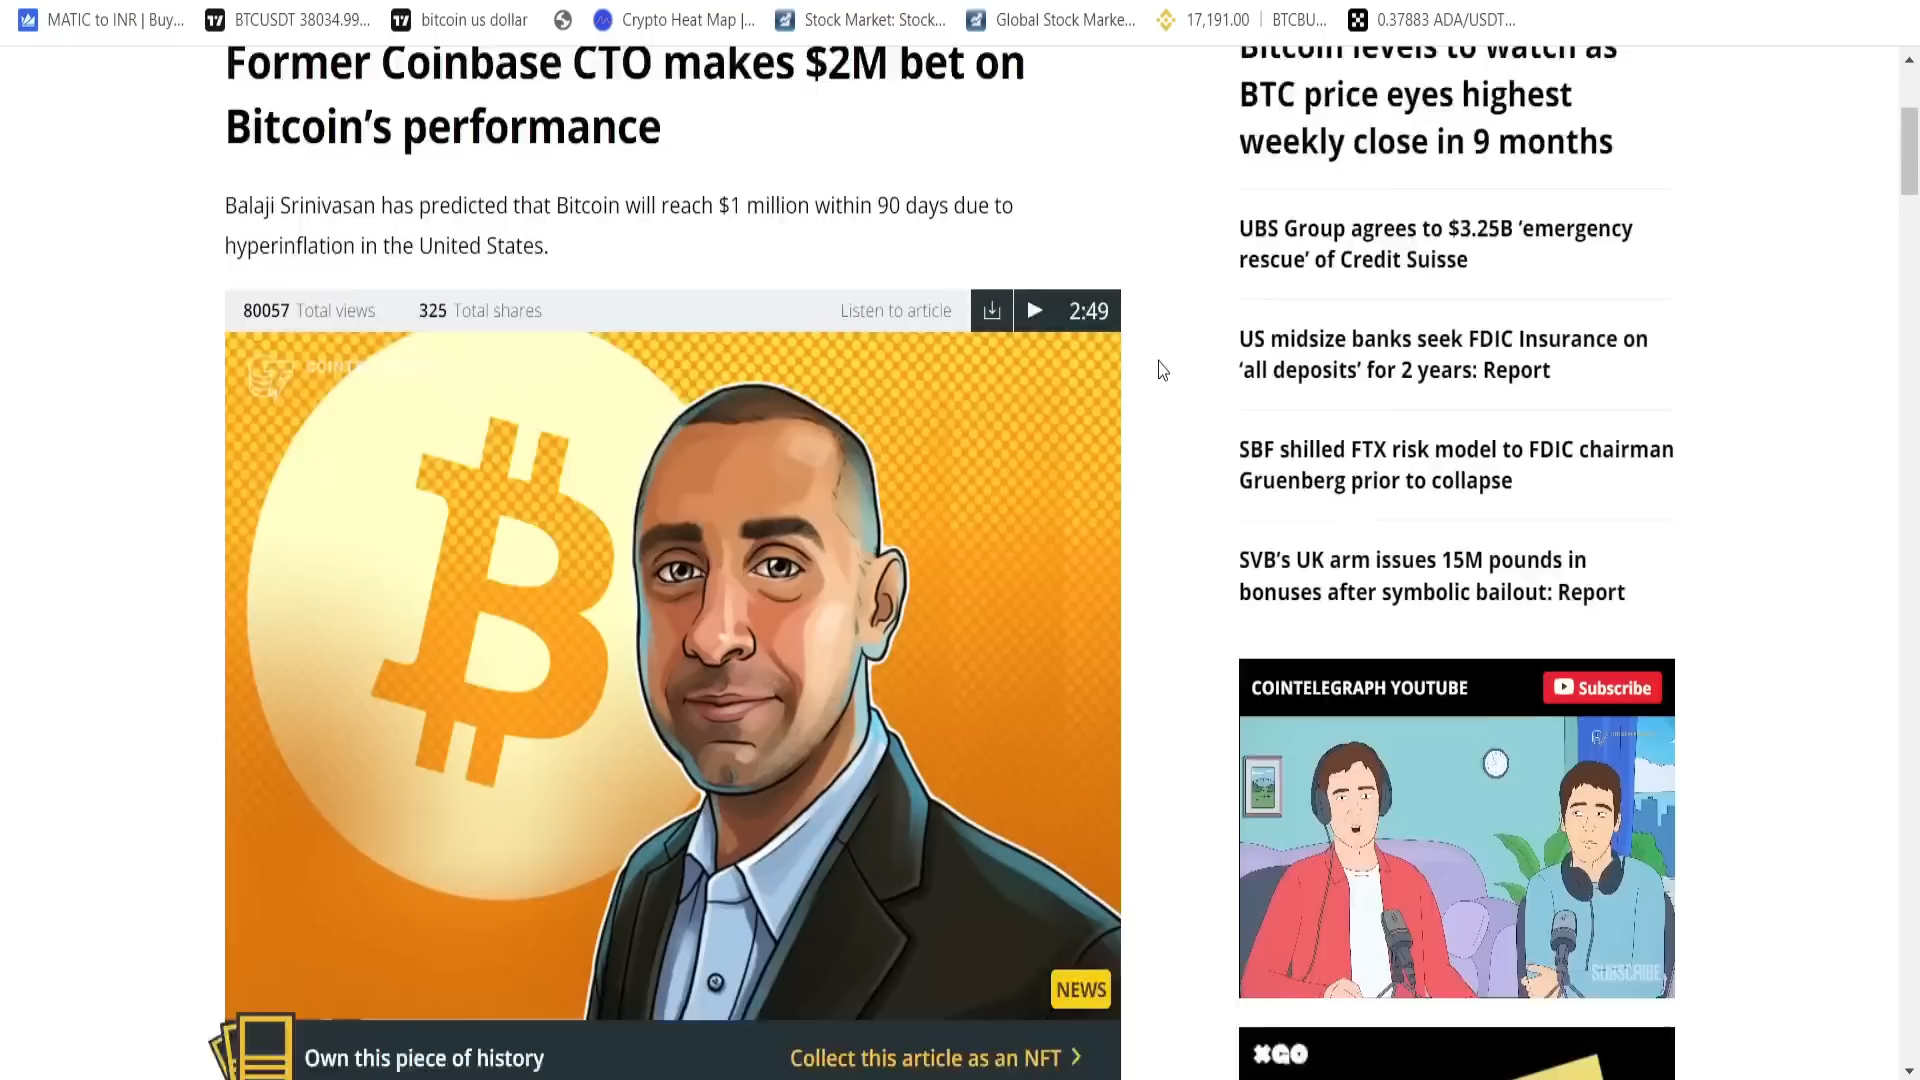 MATIC to INR | Buy...
BTCUSDT 38034.99...
bitcoin us dollar
Crypto Heat Map |...
Stock Market: Stock...
Global Stock Marke...
17,191.00 | BTCBU...
0.37883 ADA/USDT...
Former Coinbase CTO makes $2M bet on
Bitcoin’s performance
Balaji Srinivasan has predicted that Bitcoin will reach $1 million within 90 days due to
hyperinflation in the United States.
80057 Total views
325 Total shares
Listen to article
2:49
NEWS
Own this piece of history
Collect this article as an NFT
Bitcoin levels to watch as
BTC price eyes highest
weekly close in 9 months
UBS Group agrees to $3.25B ‘emergency
rescue’ of Credit Suisse
US midsize banks seek FDIC Insurance on
‘all deposits’ for 2 years: Report
SBF shilled FTX risk model to FDIC chairman
Gruenberg prior to collapse
SVB’s UK arm issues 15M pounds in
bonuses after symbolic bailout: Report
COINTELEGRAPH YOUTUBE
Subscribe
SUBSCRIBE